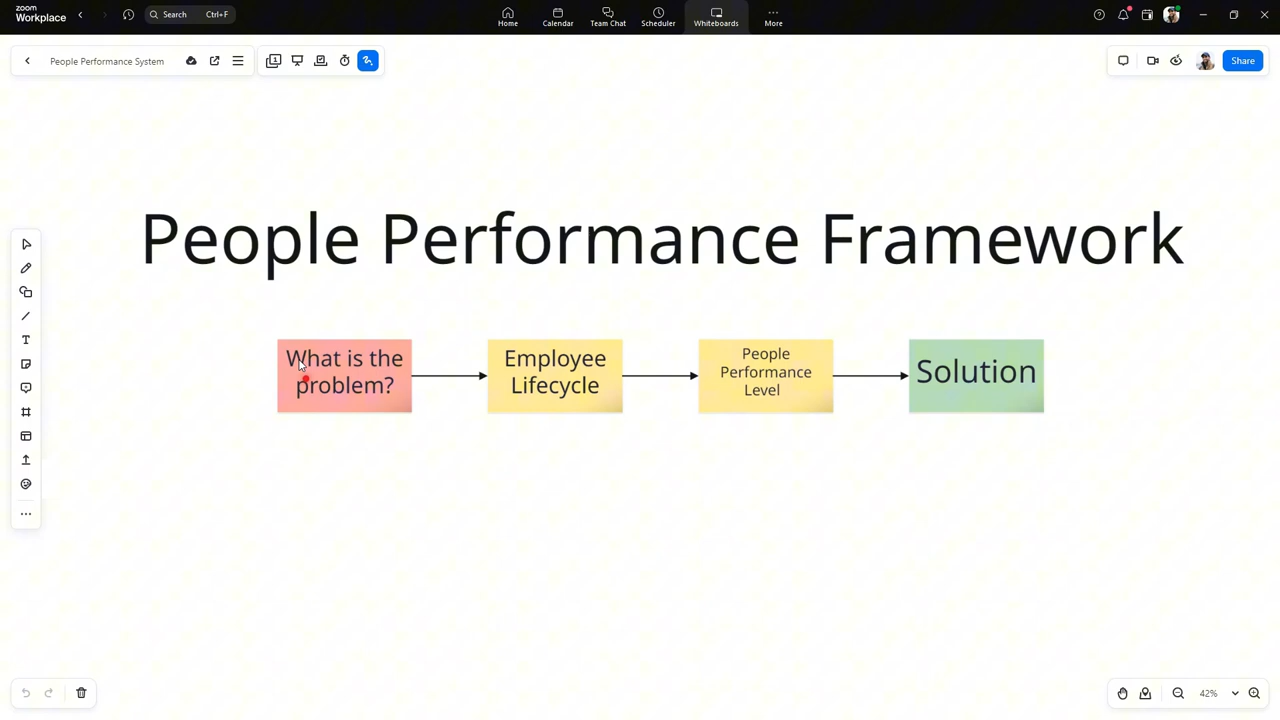 zoom
Workplace
Search Ctrl+F
Home
Calendar
Team Chat
Scheduler
Whiteboards
More
People Performance System
Share
People Performance Framework
What is the
problem?
Employee
Lifecycle
People
Performance
Level
Solution
42%